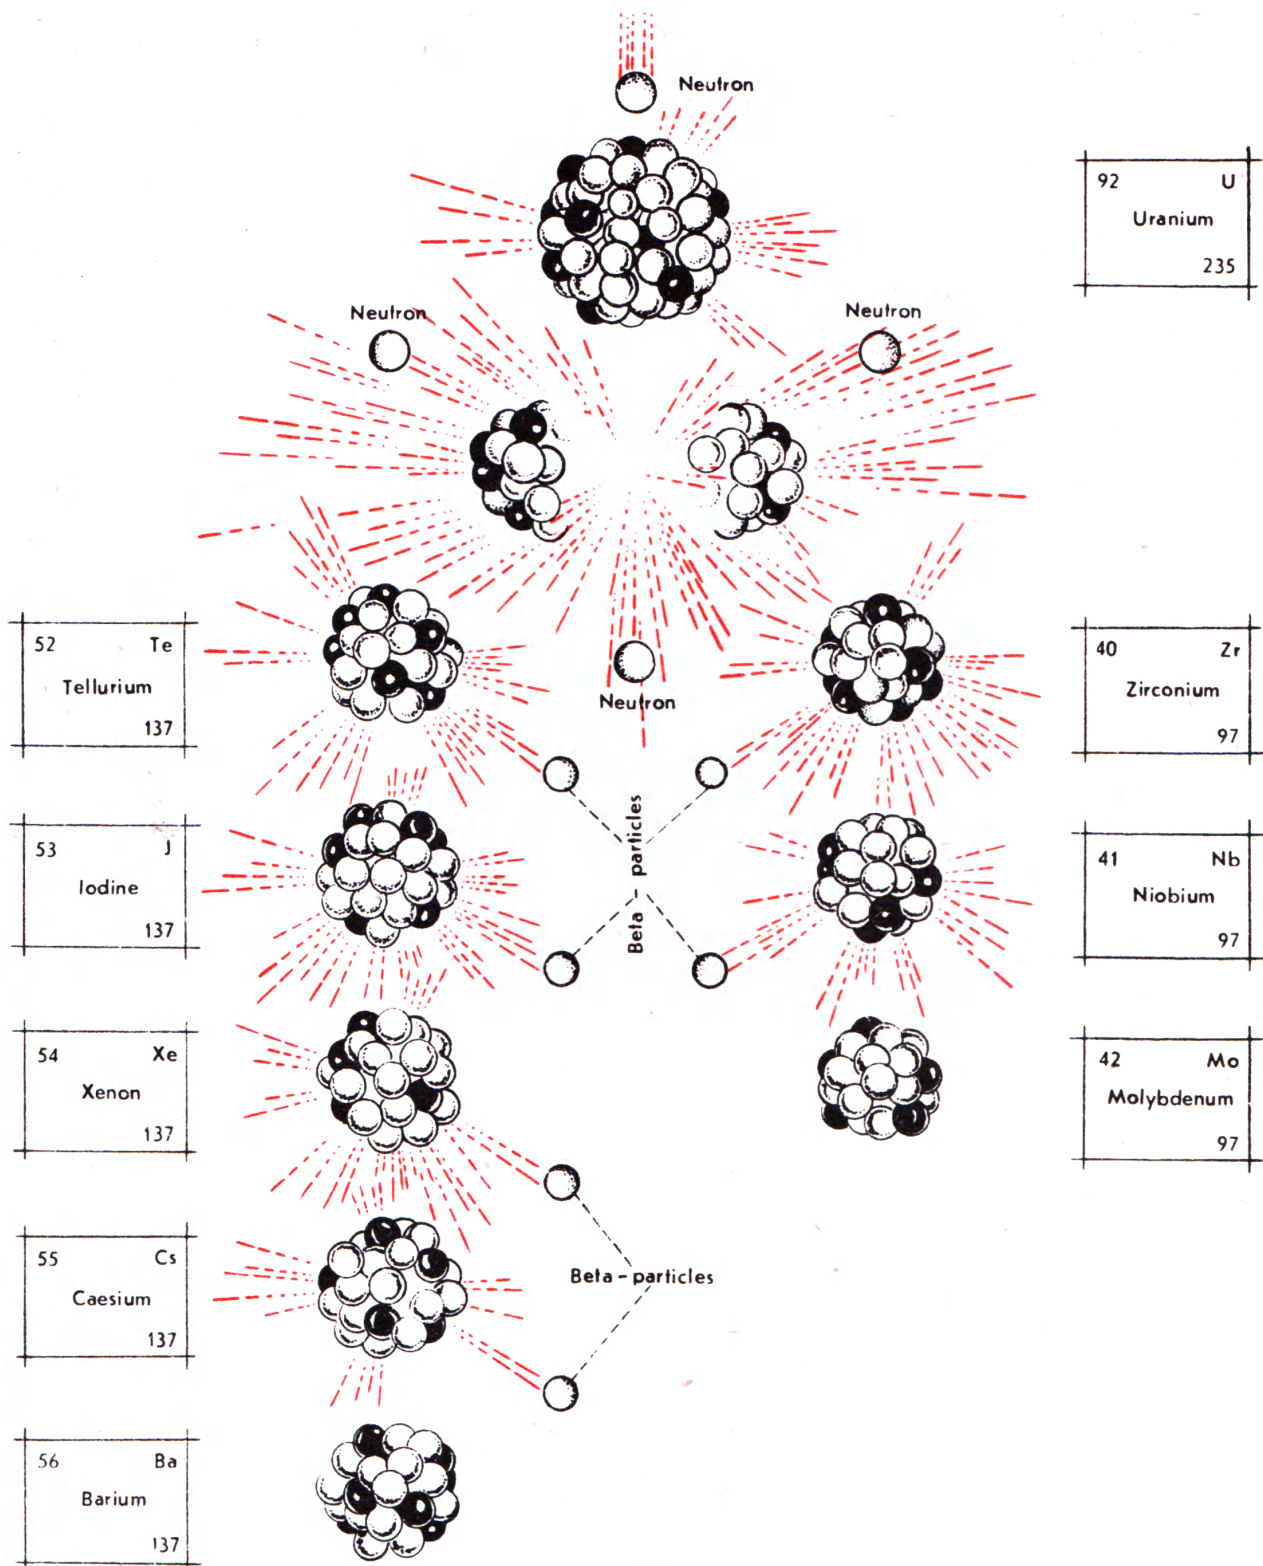 Neutron
92 U
Uranium
235
Neutron
Neutron
52 Te
Tellurium
137
40 Zr
Zirconium
97
Neutron
Beta - particles
53 J
Iodine
137
41 Nb
Niobium
97
54 Xe
Xenon
137
42 Mo
Molybdenum
97
55 Cs
Caesium
137
Beta - particles
56 Ba
Barium
137